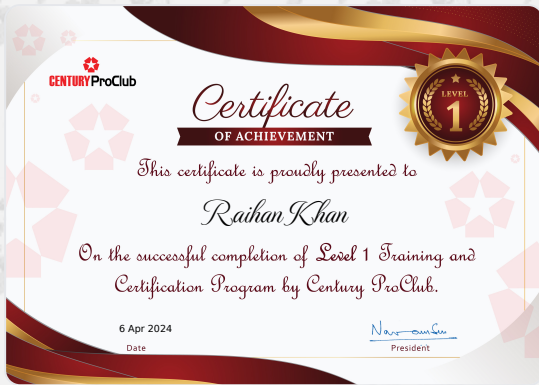 CENTURY ProClub
LEVEL
1
Certificate
OF ACHIEVEMENT
This certificate is proudly presented to
Raihan Khan
On the successful completion of Level 1 Training and
Certification Program by Century ProClub.
6 Apr 2024
Date
President